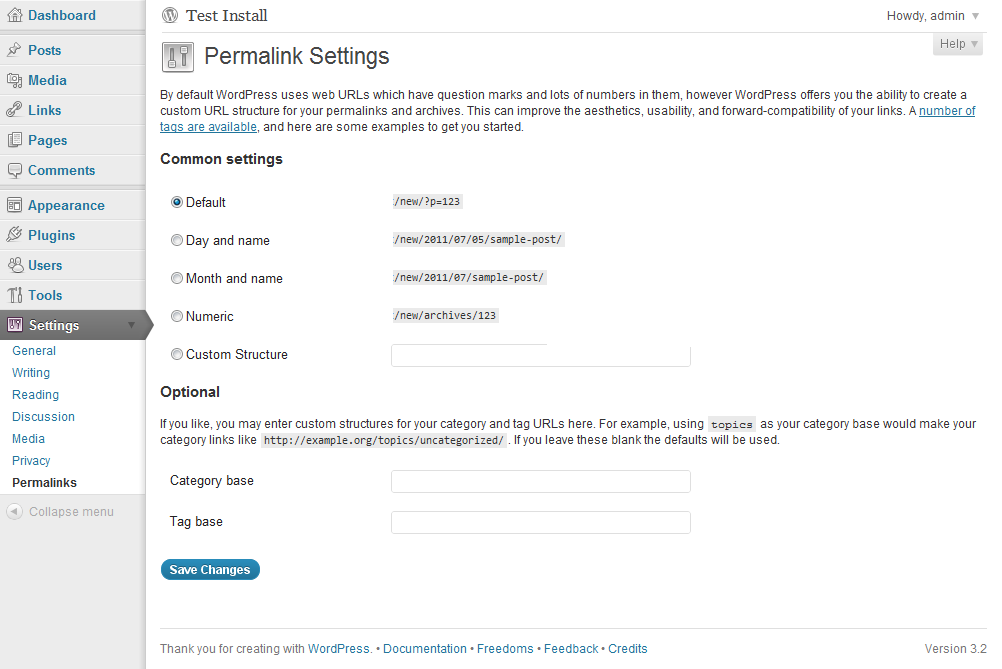 Dashboard
Posts
Media
Links
Pages
Comments
Appearance
Plugins
Users
Tools
Settings
General
Writing
Reading
Discussion
Media
Privacy
Permalinks
Collapse menu
Test Install
Howdy, admin
Help
Permalink Settings
By default WordPress uses web URLs which have question marks and lots of numbers in them, however WordPress offers you the ability to create a
custom URL structure for your permalinks and archives. This can improve the aesthetics, usability, and forward-compatibility of your links. A number of
tags are available, and here are some examples to get you started.
Common settings
Default /new/?p=123
Day and name /new/2011/07/05/sample-post/
Month and name /new/2011/07/sample-post/
Numeric /new/archives/123
Custom Structure
Optional
If you like, you may enter custom structures for your category and tag URLs here. For example, using topics as your category base would make your
category links like http://example.org/topics/uncategorized/ . If you leave these blank the defaults will be used.
Category base
Tag base
Save Changes
Thank you for creating with WordPress. • Documentation • Freedoms • Feedback • Credits
Version 3.2